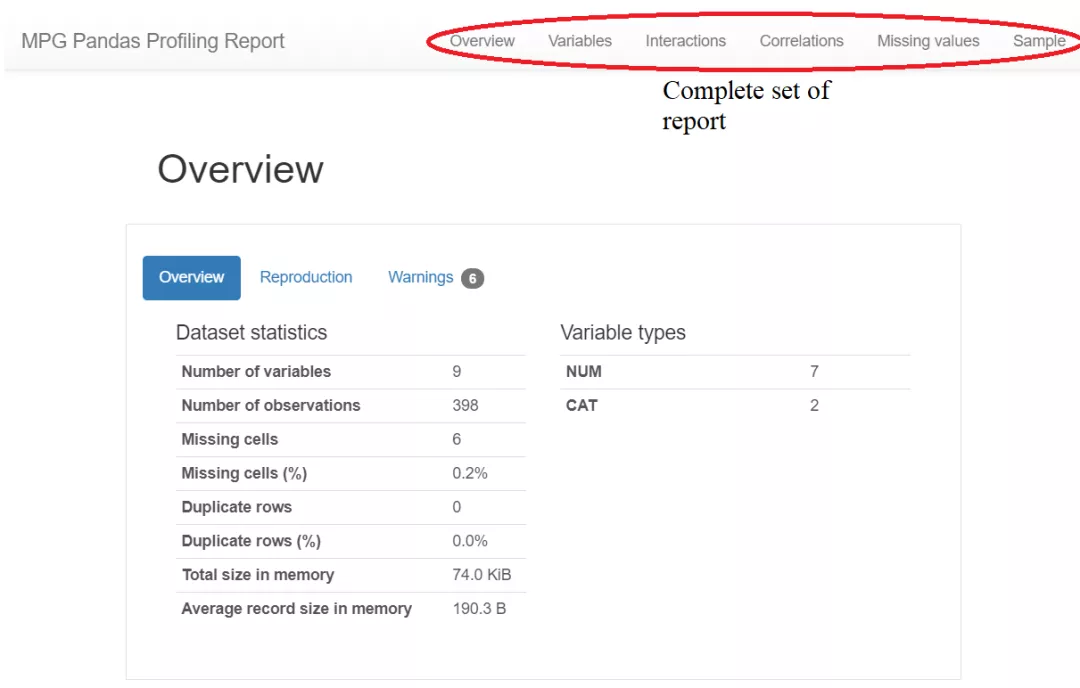 MPG Pandas Profiling Report Overview Variables Interactions Correlations Missing values Sample
Complete set of
report
Overview
Overview Reproduction Warnings 6
Dataset statistics
Number of variables 9
Number of observations 398
Missing cells 6
Missing cells (%) 0.2%
Duplicate rows 0
Duplicate rows (%) 0.0%
Total size in memory 74.0 KiB
Average record size in memory 190.3 B
Variable types
NUM 7
CAT 2